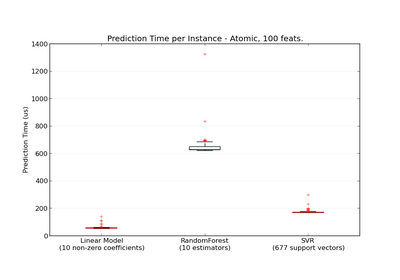 Prediction Time per Instance - Atomic, 100 feats.
1400
1200
1000
800
600
400
200
0
Prediction Time (us)
Linear Model
(10 non-zero coefficients)
RandomForest
(10 estimators)
SVR
(677 support vectors)